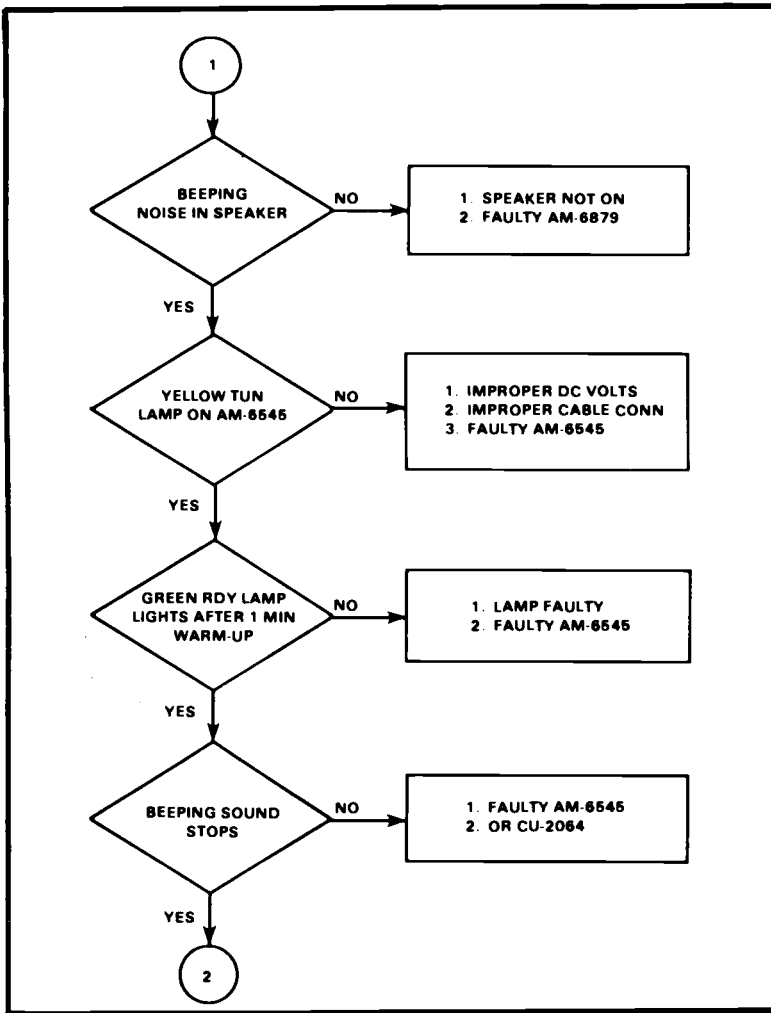 1
BEEPING
NOISE IN SPEAKER
NO
1. SPEAKER NOT ON
2. FAULTY AM-6879
YES
YELLOW TUN
LAMP ON AM-6545
NO
1. IMPROPER DC VOLTS
2. IMPROPER CABLE CONN
3. FAULTY AM-6545
YES
GREEN RDY LAMP
LIGHTS AFTER 1 MIN
WARM-UP
NO
1. LAMP FAULTY
2. FAULTY AM-6545
YES
BEEPING SOUND
STOPS
NO
1. FAULTY AM-6545
2. OR CU-2064
YES
2